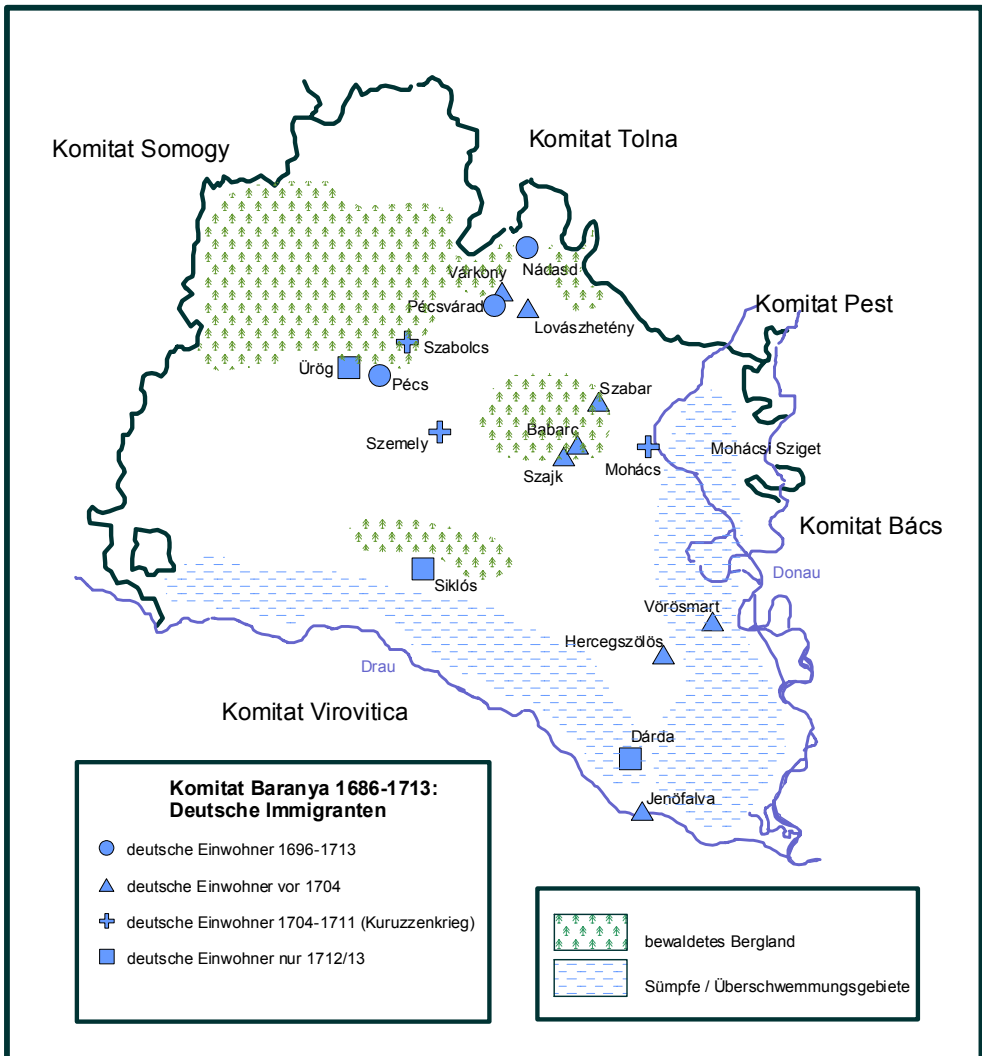 Komitat Somogy
Komitat Tolna
Nádasd
Várkony
Pécsvárad
Komitat Pest
Lovászhetény
Szabolcs
Ürög
Pécs
Szabar
Szemely
Babarc
Mohácsi Sziget
Szajk
Mohács
Komitat Bács
Donau
Siklós
Vörösmart
Hercegszölös
Drau
Komitat Virovitica
Dárda
Jenöfalva
Komitat Baranya 1686-1713:
Deutsche Immigranten
deutsche Einwohner 1696-1713
deutsche Einwohner vor 1704
deutsche Einwohner 1704-1711 (Kuruzzenkrieg)
deutsche Einwohner nur 1712/13
bewaldetes Bergland
Sümpfe / Überschwemmungsgebiete